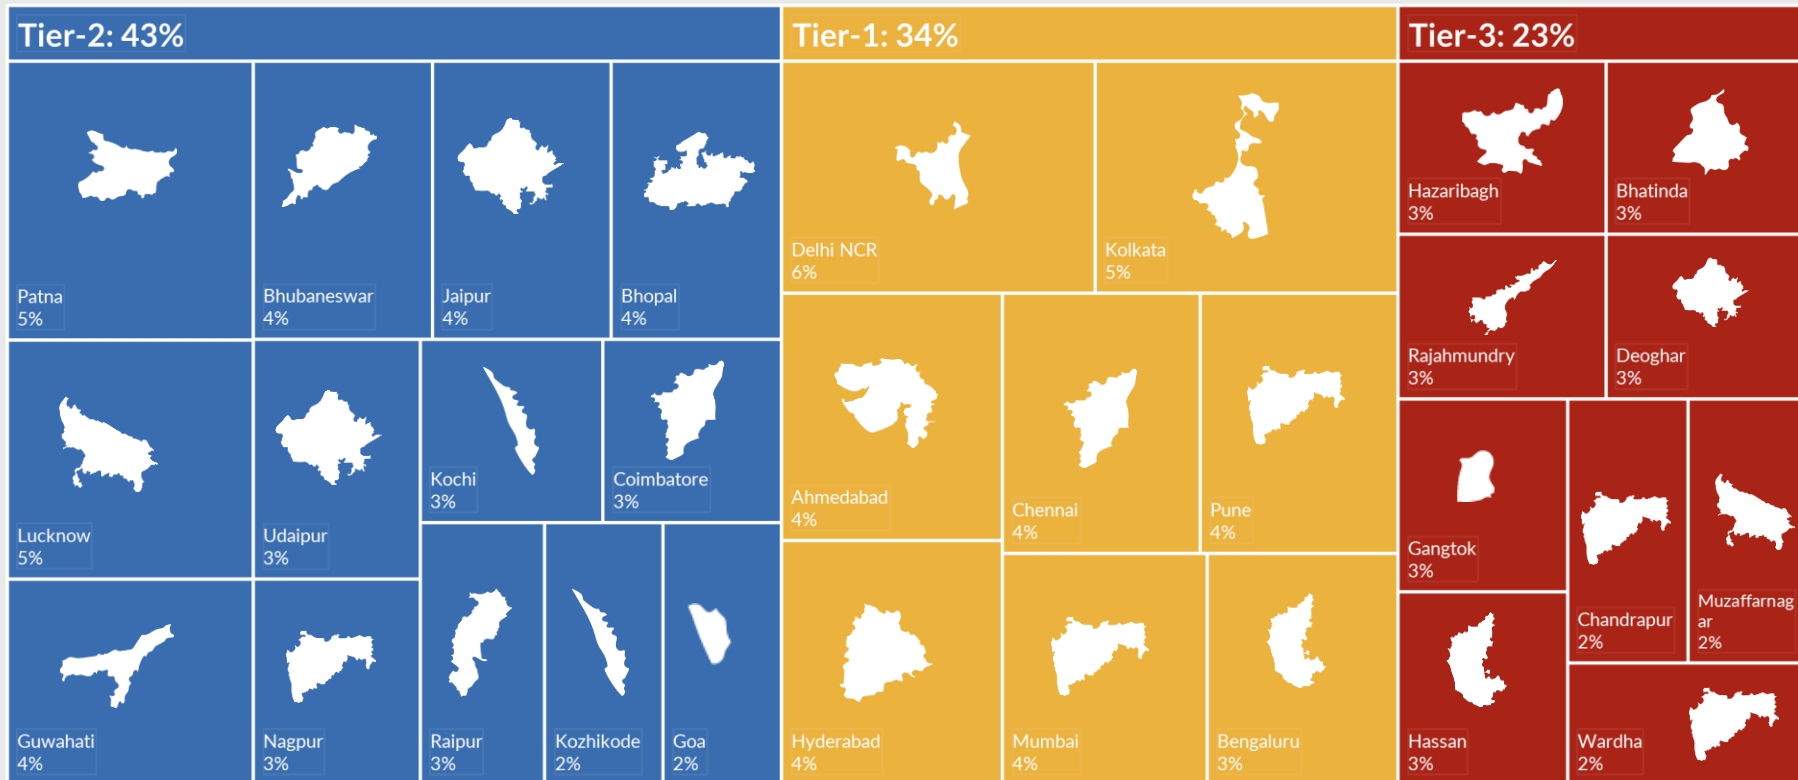 Tier-2: 43%
Patna
5%
Bhubaneswar
4%
Jaipur
4%
Bhopal
4%
Lucknow
5%
Udaipur
3%
Kochi
3%
Coimbatore
3%
Guwahati
4%
Nagpur
3%
Raipur
3%
Kozhikode
2%
Goa
2%
Tier-1: 34%
Delhi NCR
6%
Kolkata
5%
Ahmedabad
4%
Chennai
4%
Pune
4%
Hyderabad
4%
Mumbai
4%
Bengaluru
3%
Tier-3: 23%
Hazaribagh
3%
Bhatinda
3%
Rajahmundry
3%
Deoghar
3%
Gangtok
3%
Chandrapur
2%
Muzaffarnag
ar
2%
Hassan
3%
Wardha
2%